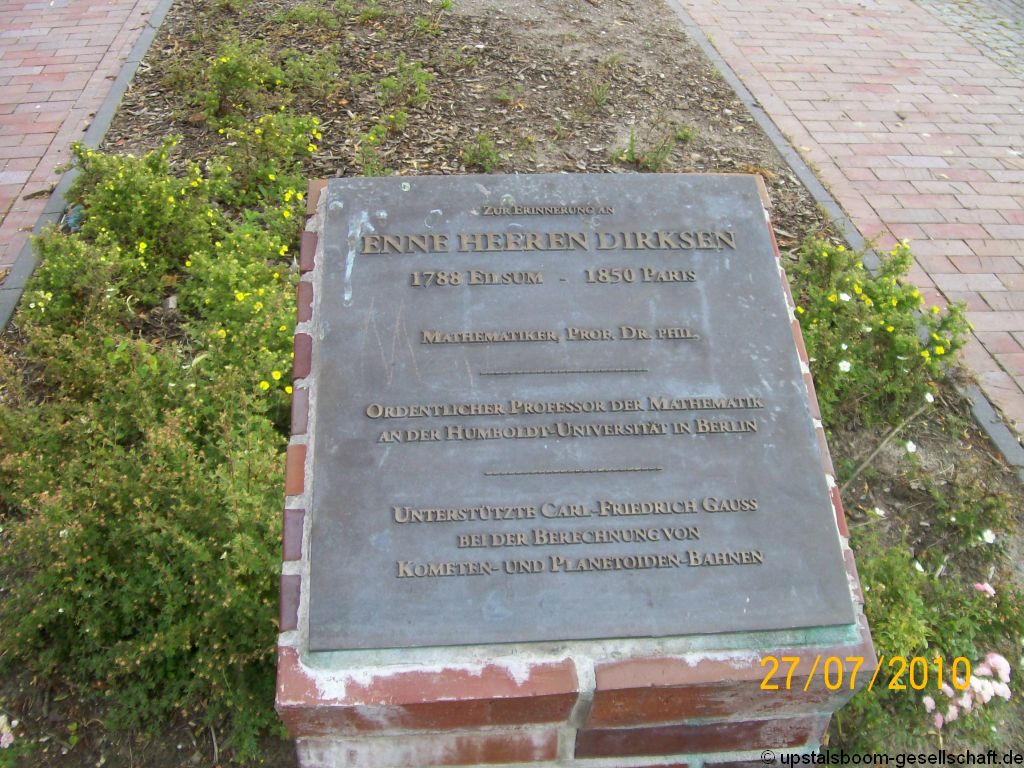 Zur Erinnerung an
Enne Heeren Dirksen
1788 Eilsum - 1850 Paris
Mathematiker, Prof. Dr. phil.
Ordentlicher Professor der Mathematik
an der Humboldt-Universität in Berlin
Unterstützte Carl-Friedrich Gauss
bei der Berechnung von
Kometen- und Planetoiden-Bahnen
27/07/2010
© upstalsboom-gesellschaft.de